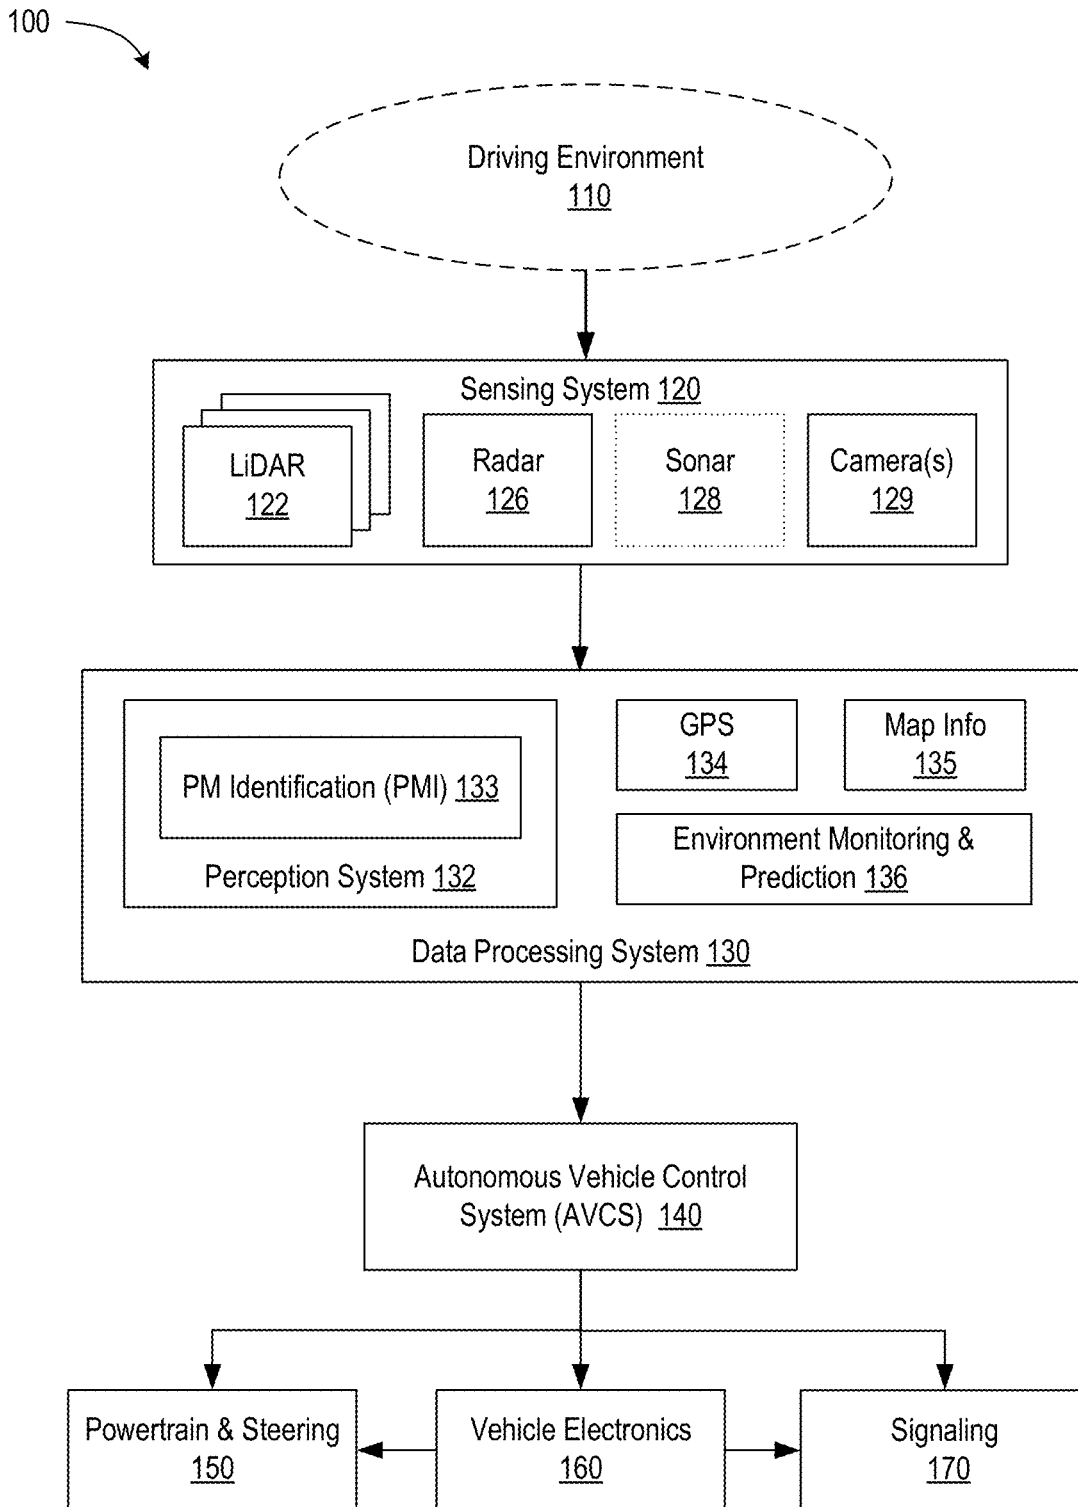 100
Driving Environment
110
Sensing System 120
LiDAR
122
Radar
126
Sonar
128
Camera(s)
129
PM Identification (PMI) 133
Perception System 132
GPS
134
Map Info
135
Environment Monitoring &
Prediction 136
Data Processing System 130
Autonomous Vehicle Control
System (AVCS) 140
Powertrain & Steering
150
Vehicle Electronics
160
Signaling
170